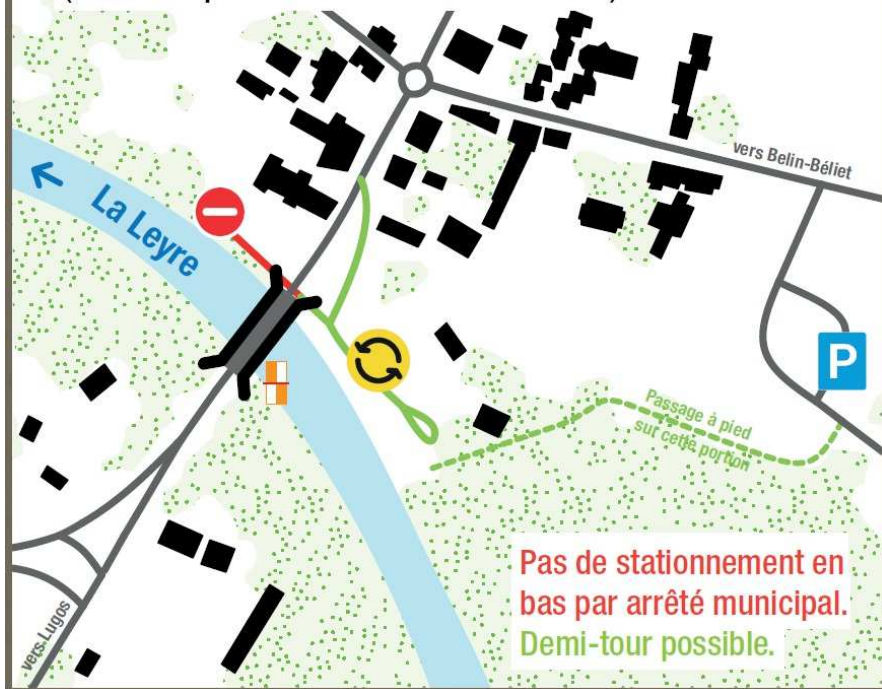 vers Belin-Béliet
La Leyre
P
Passage à pied
sur cette portion
Pas de stationnement en
bas par arrêté municipal.
Demi-tour possible.
vers Lugos